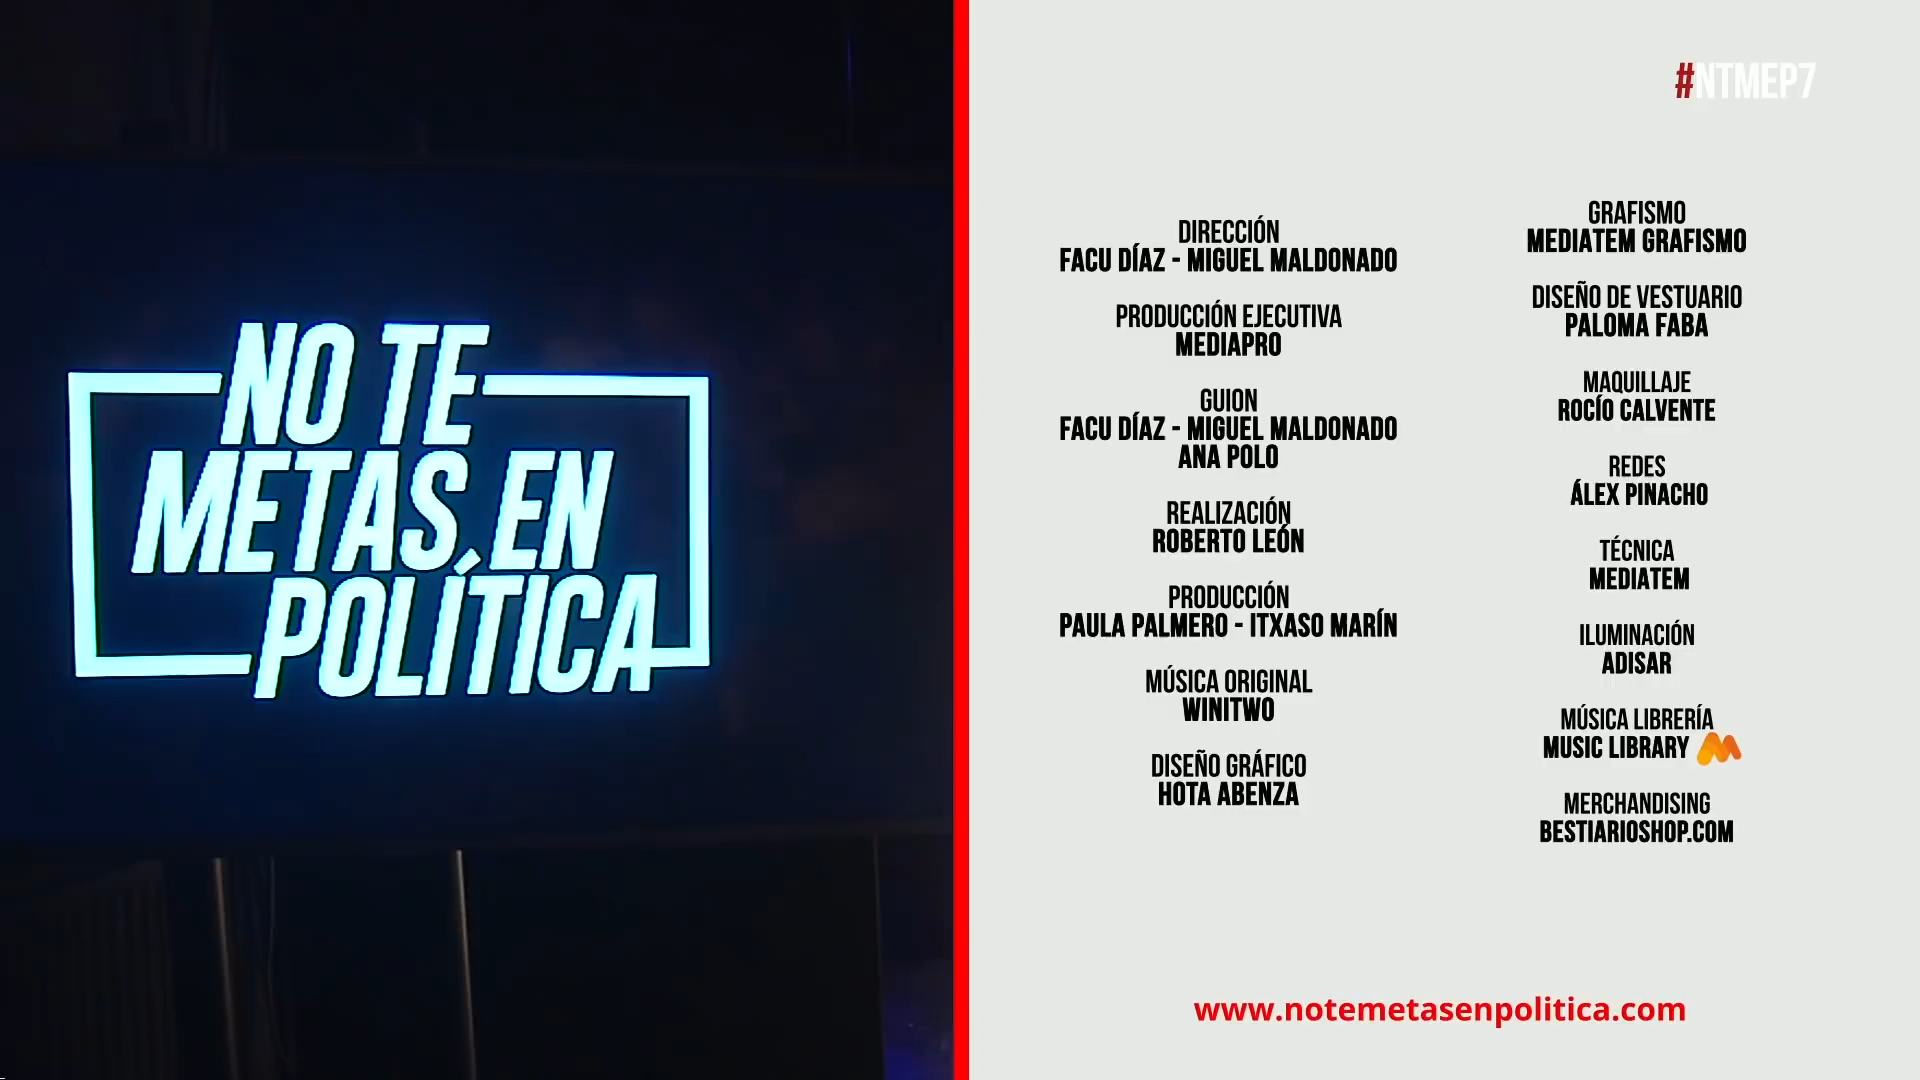 NO TE
METAS EN
POLÍTICA
#NTMEP7
DIRECCIÓN
FACU DÍAZ - MIGUEL MALDONADO
PRODUCCIÓN EJECUTIVA
MEDIAPRO
GUION
FACU DÍAZ - MIGUEL MALDONADO
ANA POLO
REALIZACIÓN
ROBERTO LEÓN
PRODUCCIÓN
PAULA PALMERO - ITXASO MARÍN
MÚSICA ORIGINAL
WINITWO
DISEÑO GRÁFICO
HOTA ABENZA
GRAFISMO
MEDIATEM GRAFISMO
DISEÑO DE VESTUARIO
PALOMA FABA
MAQUILLAJE
ROCÍO CALVENTE
REDES
ÁLEX PINACHO
TÉCNICA
MEDIATEM
ILUMINACIÓN
ADISAR
MÚSICA LIBRERÍA
MUSIC LIBRARY
MERCHANDISING
BESTIARIOSHOP.COM
www.notemetasenpolitica.com